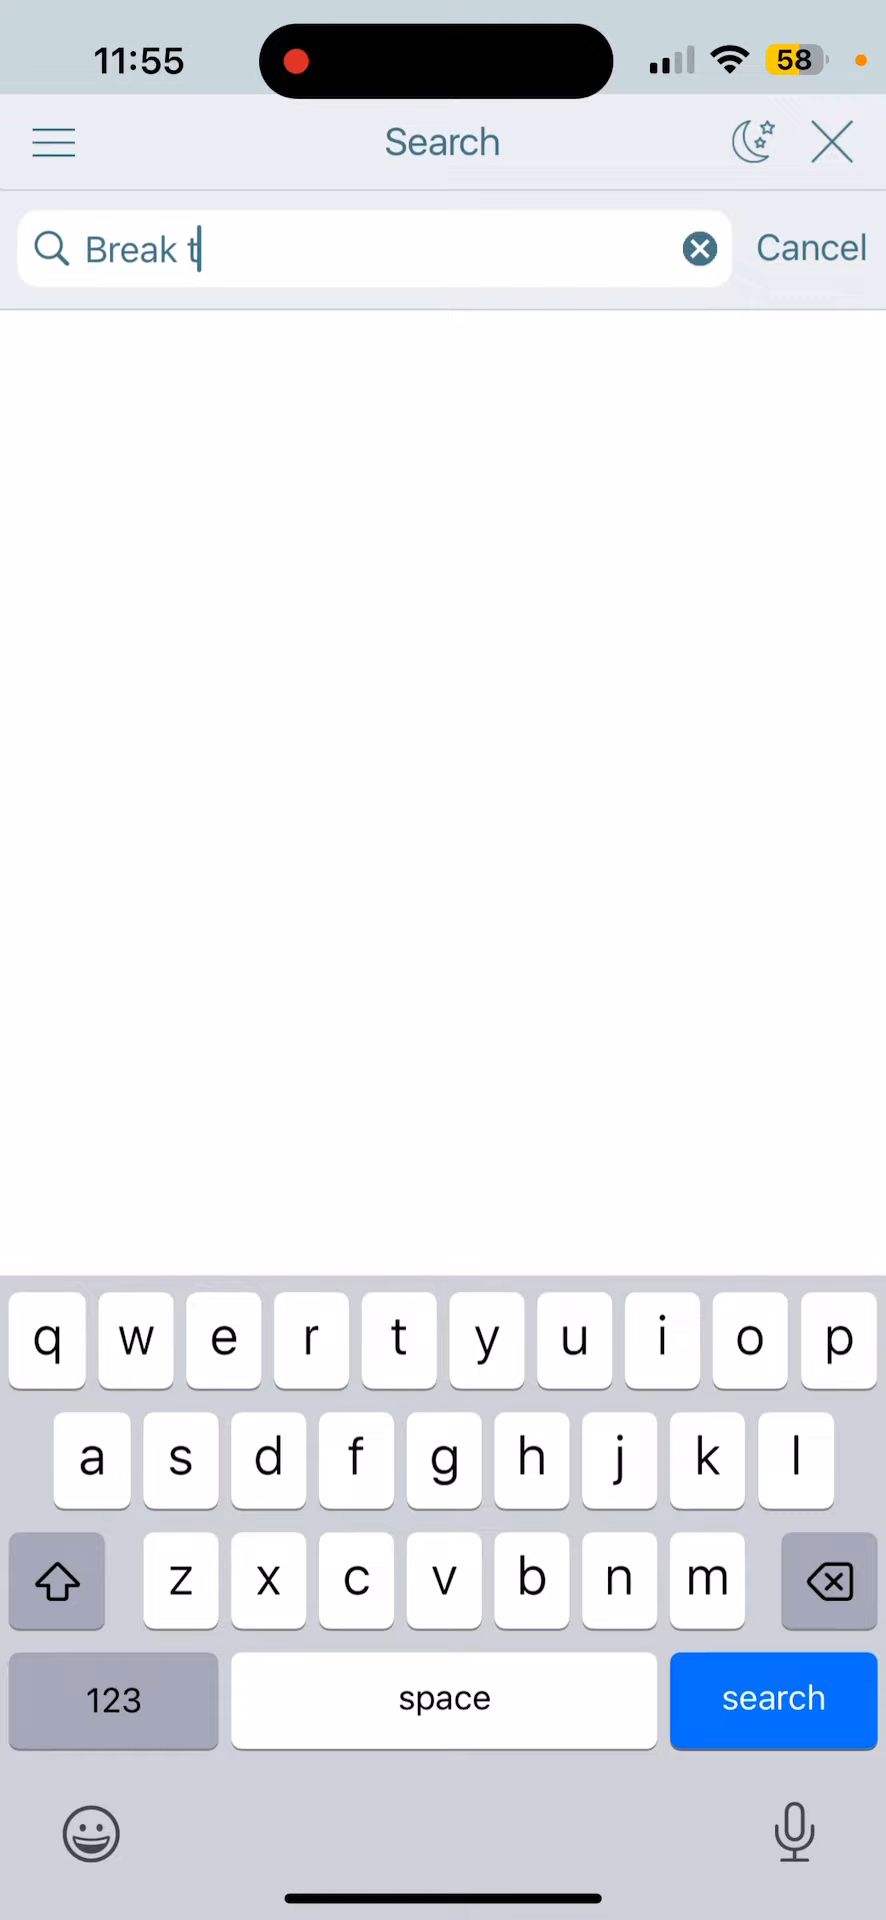 11:55
58
Search
Break t
Cancel
q w e r t y u i o p
a s d f g h j k l
z x c v b n m
123 space search